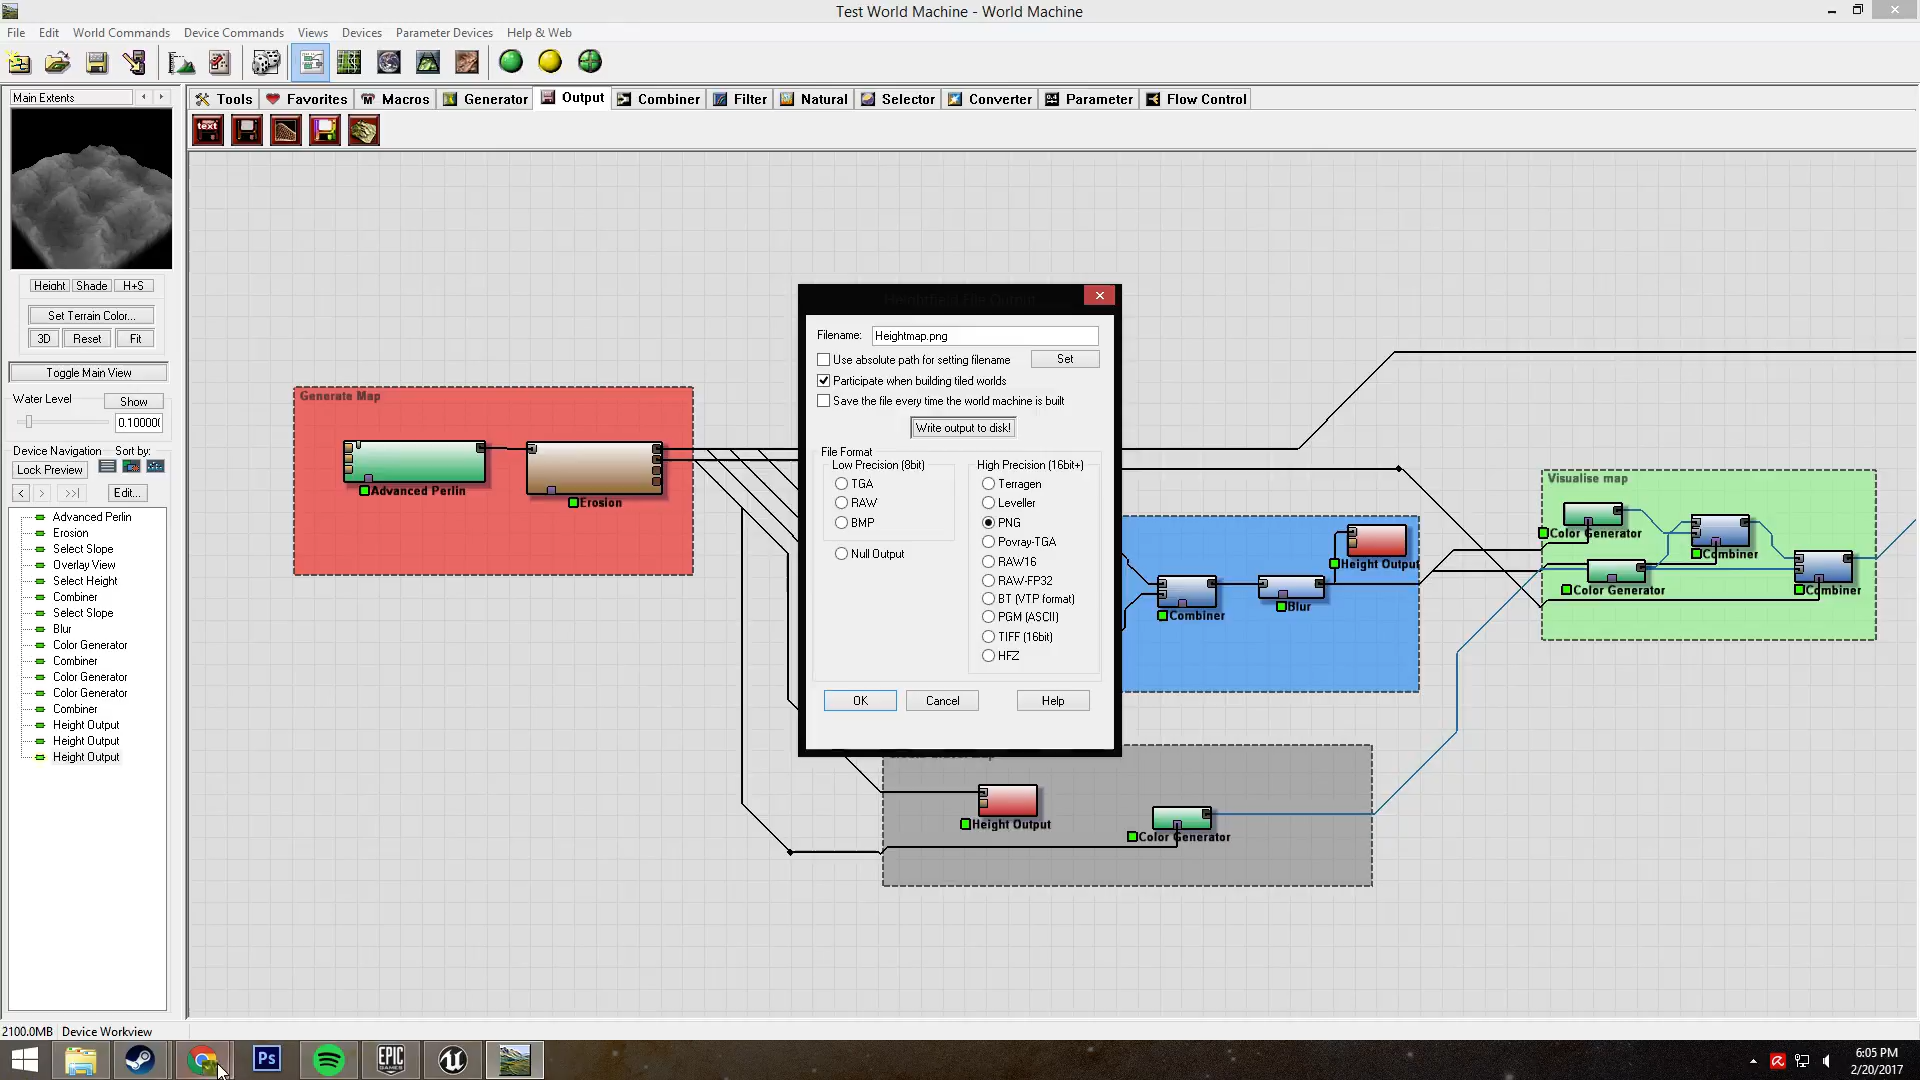 Test World Machine - World Machine
File Edit World Commands Device Commands Views Devices Parameter Devices Help & Web
Main Extents
Tools Favorites Macros Generator Output Combiner Filter Natural Selector Converter Parameter Flow Control
text
Height Shade H+S
Set Terrain Color...
3D Reset Fit
Toggle Main View
Water Level Show
0.100000
Device Navigation Sort by:
Lock Preview
< > >>| Edit...
Advanced Perlin
Erosion
Select Slope
Overlay View
Select Height
Combiner
Select Slope
Blur
Color Generator
Combiner
Color Generator
Color Generator
Combiner
Height Output
Height Output
Height Output
Generate Map
Advanced Perlin
Erosion
Filename: Heightmap.png
Use absolute path for setting filename Set
Participate when building tiled worlds
Save the file every time the world machine is built
Write output to disk!
File Format
Low Precision (8bit)
TGA
RAW
BMP
Null Output
High Precision (16bit+)
Terragen
Leveller
PNG
Povray-TGA
RAW16
RAW-FP32
BT (VTP format)
PGM (ASCII)
TIFF (16bit)
HFZ
OK Cancel Help
Height Output
Combiner
Blur
Visualise map
Color Generator
Combiner
Color Generator
Combiner
Height Output
Color Generator
2100.0MB Device Workview
Ps
EPIC
GAMES
6:05 PM
2/20/2017